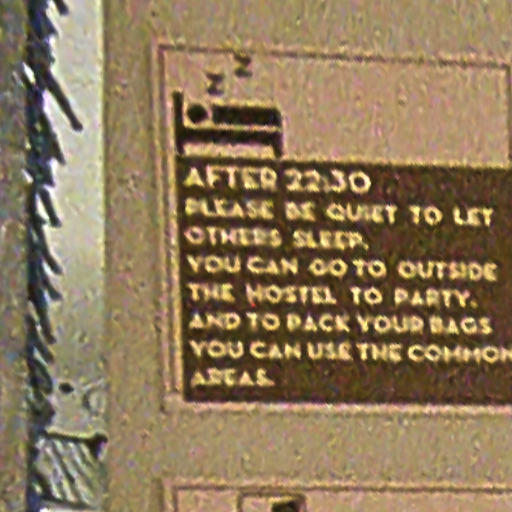 Z Z
AFTER 22:30
PLEASE BE QUIET TO LET
OTHERS SLEEP.
YOU CAN GO TO OUTSIDE
THE HOSTEL TO PARTY.
AND TO PACK YOUR BAGS
YOU CAN USE THE COMMON
AREAS.